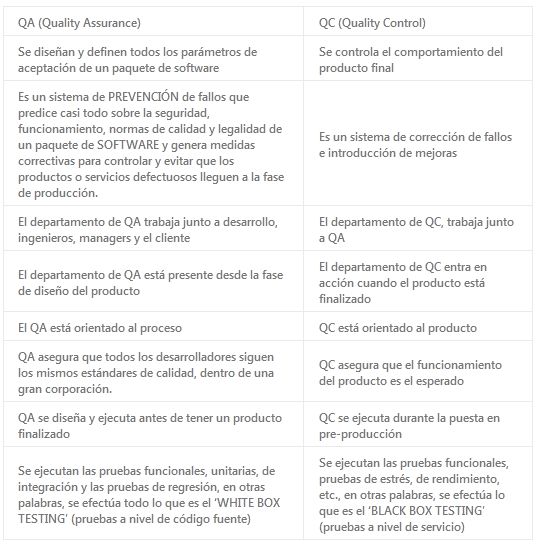 QA (Quality Assurance)
QC (Quality Control)
Se diseñan y definen todos los parámetros de
aceptación de un paquete de software
Se controla el comportamiento del
producto final
Es un sistema de PREVENCIÓN de fallos que
predice casi todo sobre la seguridad,
funcionamiento, normas de calidad y legalidad de
un paquete de SOFTWARE y genera medidas
correctivas para controlar y evitar que los
productos o servicios defectuosos lleguen a la fase
de producción.
Es un sistema de corrección de fallos
e introducción de mejoras
El departamento de QA trabaja junto a desarrollo,
ingenieros, managers y el cliente
El departamento de QC, trabaja junto
a QA
El departamento de QA está presente desde la fase
de diseño del producto
El departamento de QC entra en
acción cuando el producto está
finalizado
El QA está orientado al proceso
QC está orientado al producto
QA asegura que todos los desarrolladores siguen
los mismos estándares de calidad, dentro de una
gran corporación.
QC asegura que el funcionamiento
del producto es el esperado
QA se diseña y ejecuta antes de tener un producto
finalizado
QC se ejecuta durante la puesta en
pre-producción
Se ejecutan las pruebas funcionales, unitarias, de
integración y las pruebas de regresión, en otras
palabras, se efectúa todo lo que es el ‘WHITE BOX
TESTING’ (pruebas a nivel de código fuente)
Se ejecutan las pruebas funcionales,
pruebas de estrés, de rendimiento,
etc., en otras palabras, se efectúa lo
que es el ‘BLACK BOX TESTING’
(pruebas a nivel de servicio)